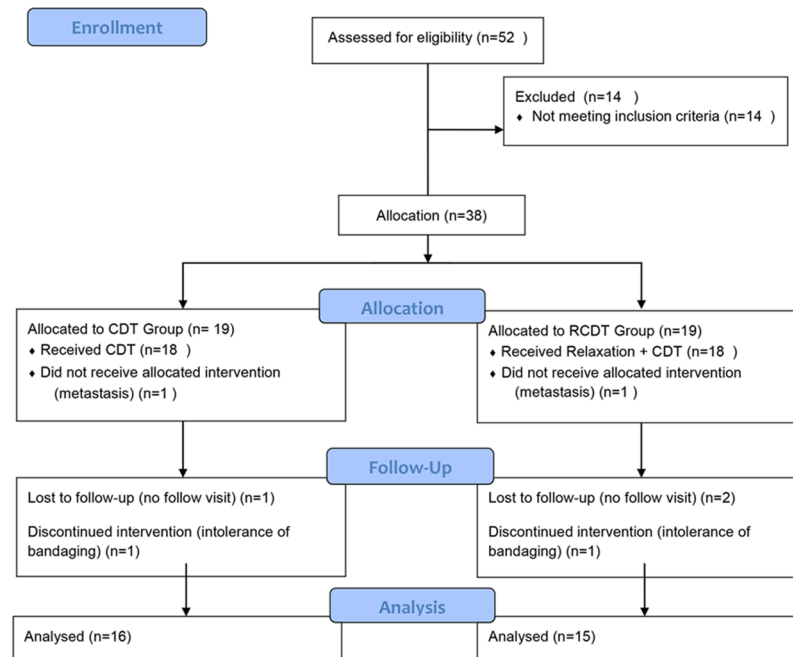 Enrollment
Assessed for eligibility (n=52 )
Excluded (n=14 )
♦ Not meeting inclusion criteria (n=14 )
Allocation (n=38)
Allocation
Allocated to CDT Group (n= 19)
♦ Received CDT (n=18 )
♦ Did not receive allocated intervention
(metastasis) (n=1 )
Allocated to RCDT Group (n=19)
♦ Received Relaxation + CDT (n=18 )
♦ Did not receive allocated intervention
(metastasis) (n=1 )
Follow-Up
Lost to follow-up (no follow visit) (n=1)
Discontinued intervention (intolerance of
bandaging) (n=1)
Lost to follow-up (no follow visit) (n=2)
Discontinued intervention (intolerance of
bandaging) (n=1)
Analysis
Analysed (n=16)
Analysed (n=15)